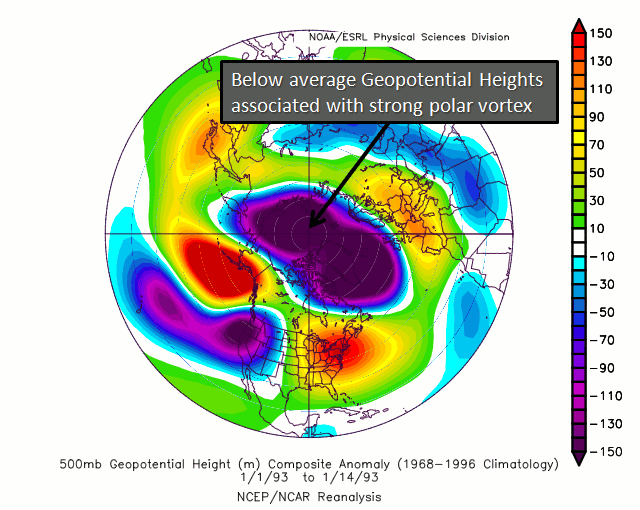 NOAA/ESRL Physical Sciences Division
Below average Geopotential Heights
associated with strong polar vortex
150
130
110
90
70
50
30
10
-10
-30
-50
-70
-90
-110
-130
-150
500mb Geopotential Height (m) Composite Anomaly (1968-1996 Climatology)
1/1/93 to 1/14/93
NCEP/NCAR Reanalysis